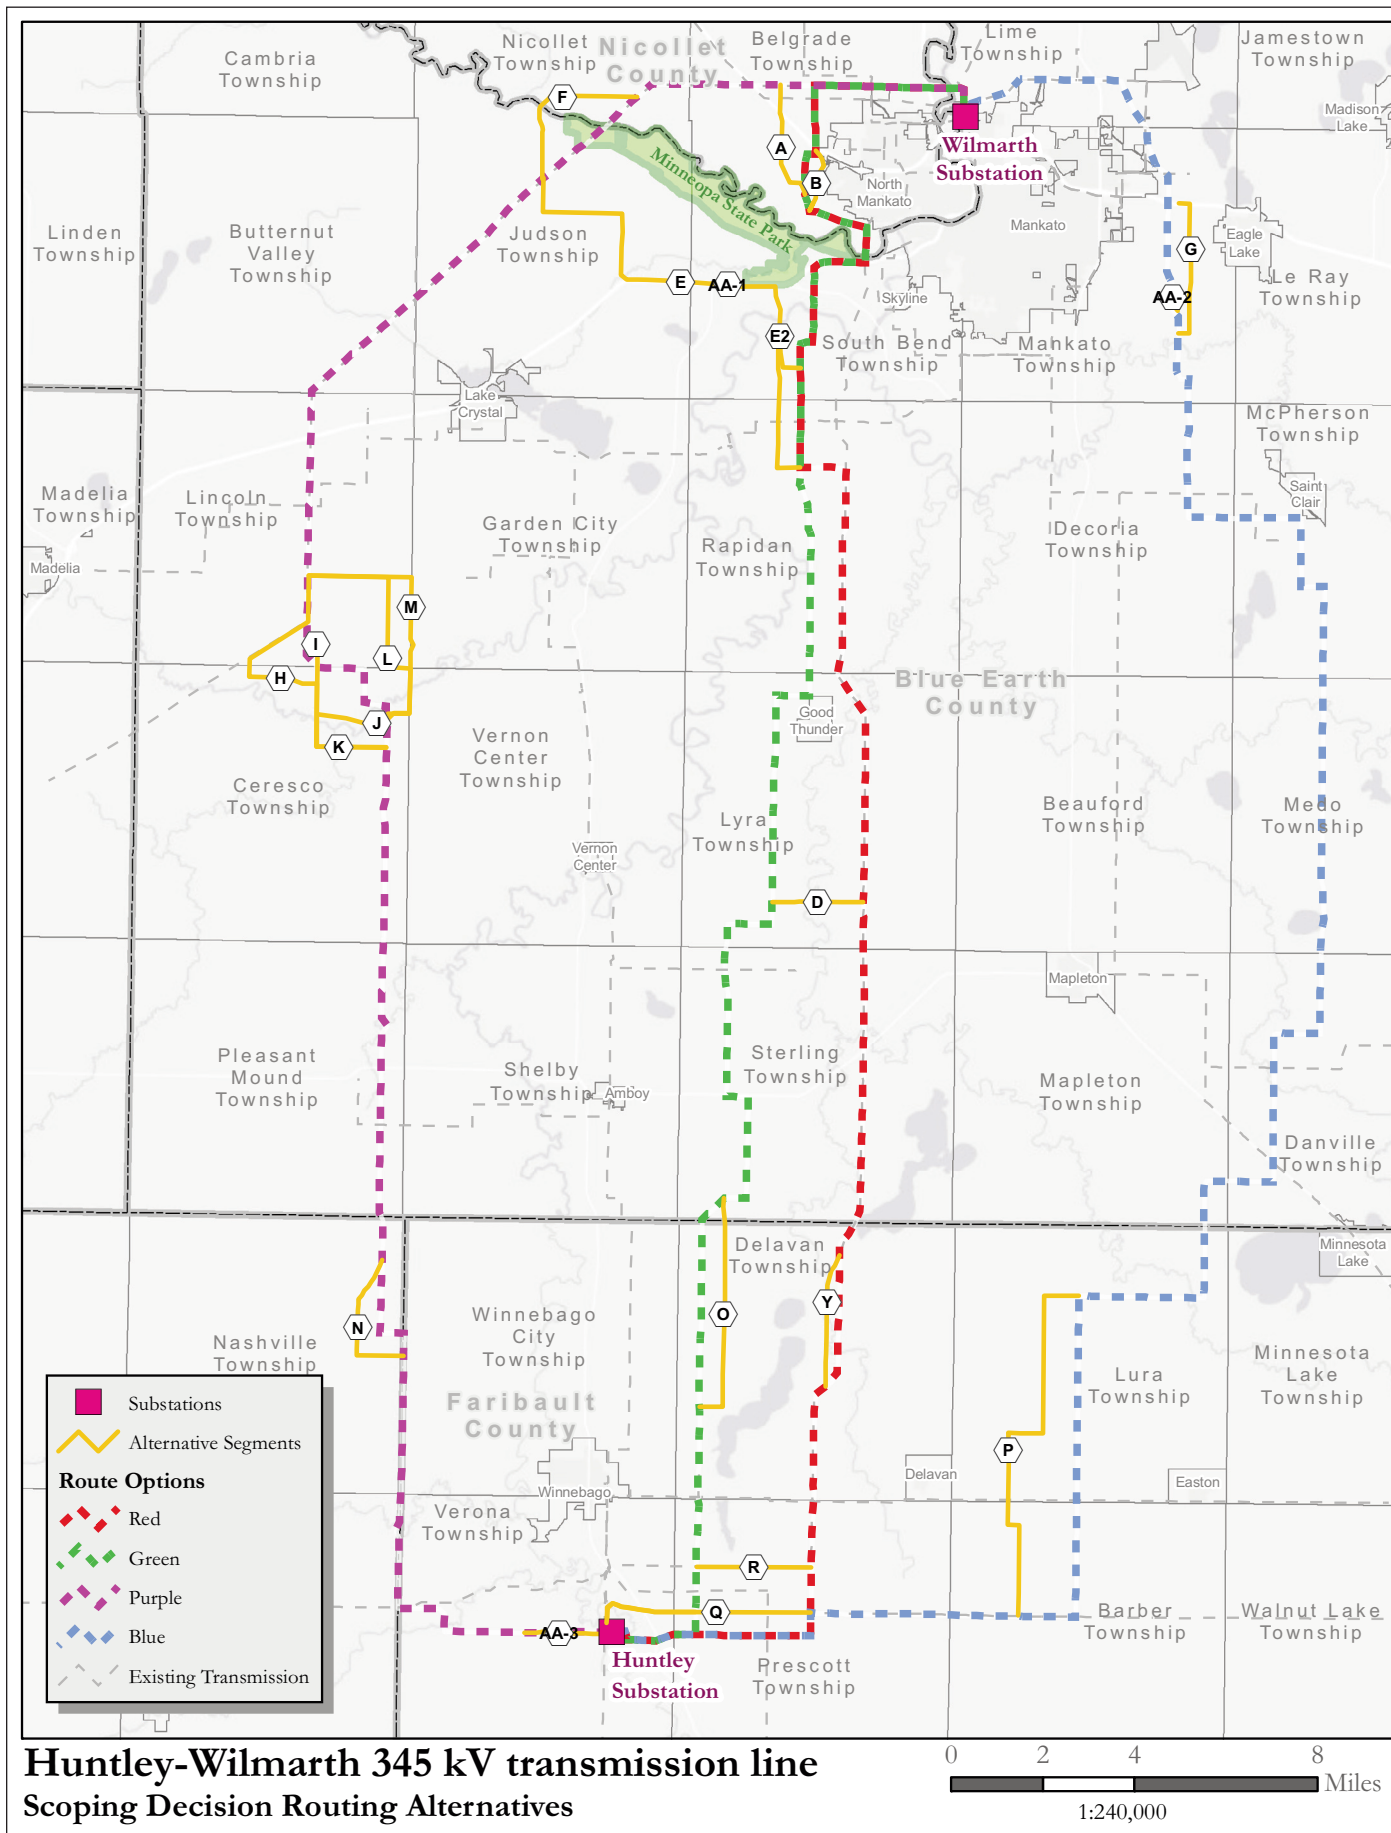 Cambria
Township
Nicollet
Township
Nicollet
County
Belgrade
Township
Lime
Township
Jamestown
Township
Madison
Lake
F
A
B
Wilmarth
Substation
Minneopa State Park
North
Mankato
Mankato
Linden
Township
Butternut
Valley
Township
Judson
Township
Eagle
Lake
G
Le Ray
Township
E
AA-1
AA-2
Skyline
E2
South Bend
Township
Mankato
Township
Lake
Crystal
McPherson
Township
Madelia
Township
Lincoln
Township
Saint
Clair
Garden City
Township
Rapidan
Township
Decoria
Township
Madelia
M
I
L
H
Blue Earth
County
J
K
Good
Thunder
Vernon
Center
Township
Ceresco
Township
Lyra
Township
Beauford
Township
Medo
Township
Vernon
Center
D
Mapleton
Pleasant
Mound
Township
Shelby
Township
Amboy
Sterling
Township
Mapleton
Township
Danville
Township
Delavan
Township
Minnesota
Lake
N
O
Y
Nashville
Township
Winnebago
City
Township
Lura
Township
Minnesota
Lake
Township
Faribault
County
P
Delavan
Easton
Winnebago
Verona
Township
R
Q
AA-3
Barber
Township
Walnut Lake
Township
Huntley
Substation
Prescott
Township
Substations
Alternative Segments
Route Options
Red
Green
Purple
Blue
Existing Transmission
Huntley-Wilmarth 345 kV transmission line
Scoping Decision Routing Alternatives
0 2 4 8
Miles
1:240,000